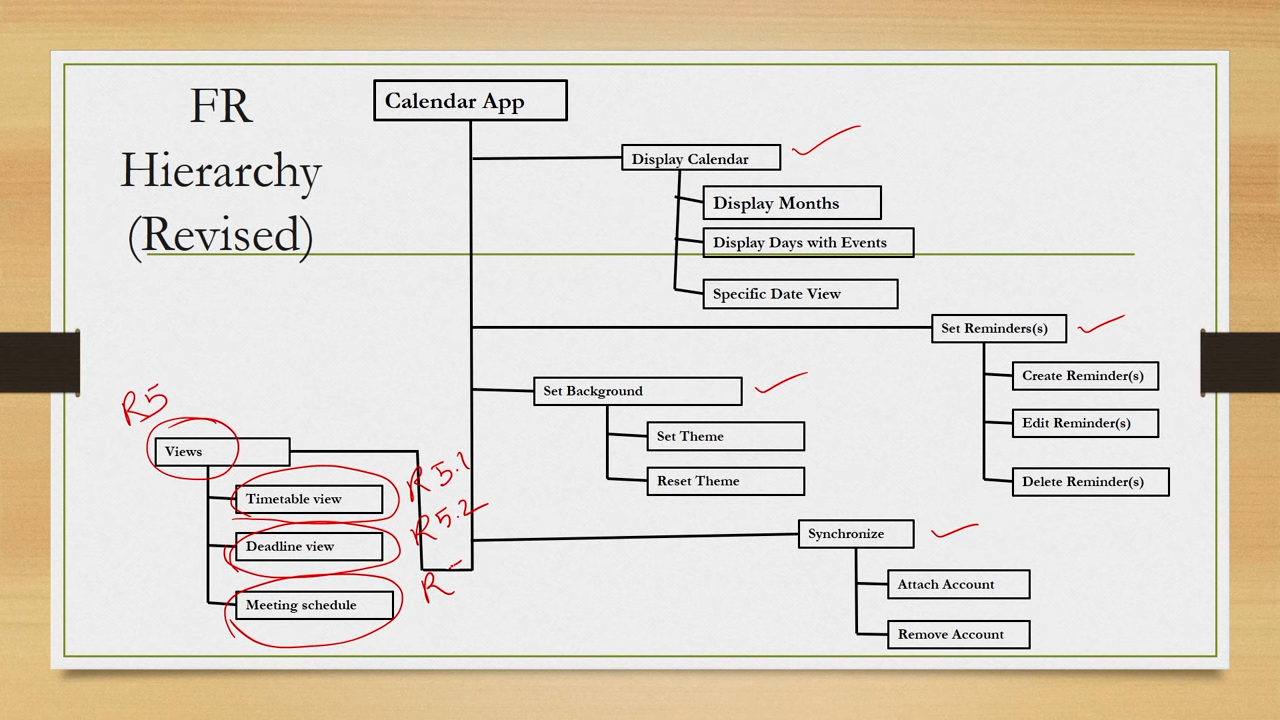 FR
Hierarchy
(Revised)
Calendar App
Display Calendar
Display Months
Display Days with Events
Specific Date View
Set Reminders(s)
Create Reminder(s)
Edit Reminder(s)
Delete Reminder(s)
Set Background
Set Theme
Reset Theme
R5
Views
Timetable view
R5.1
Deadline view
R5.2
Meeting schedule
R
Synchronize
Attach Account
Remove Account